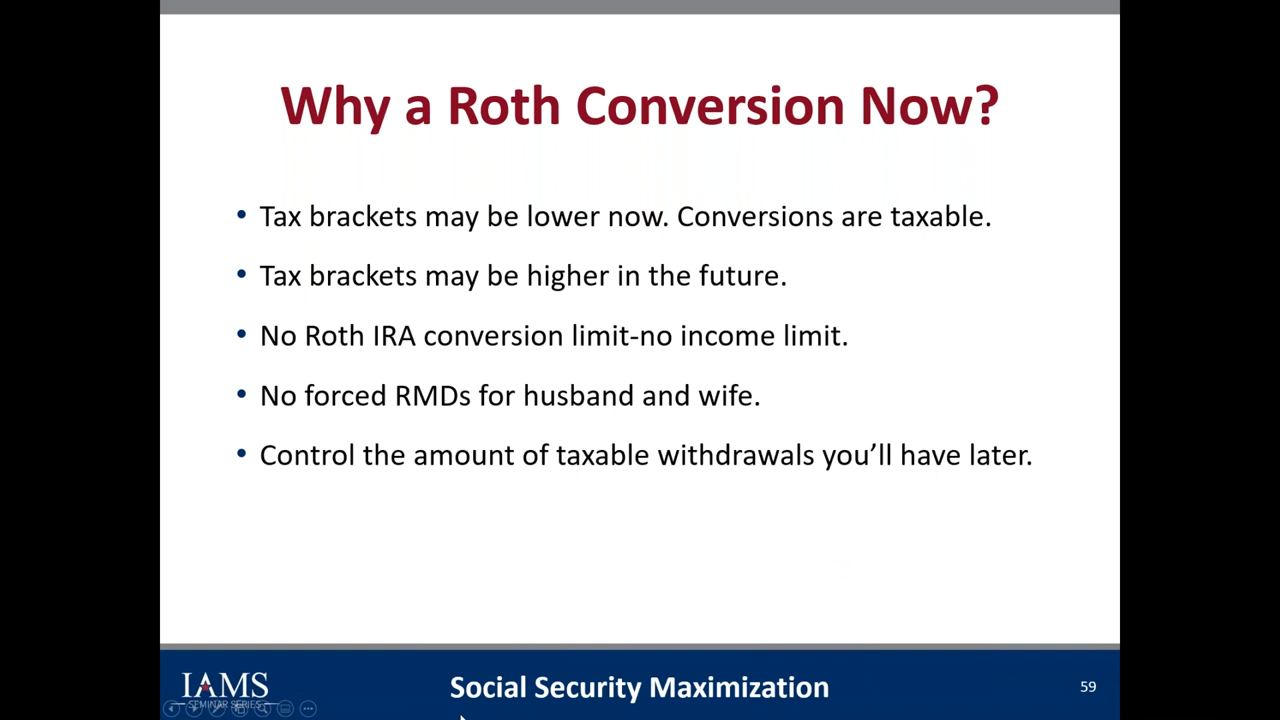 Why a Roth Conversion Now?
• Tax brackets may be lower now. Conversions are taxable.
• Tax brackets may be higher in the future.
• No Roth IRA conversion limit-no income limit.
• No forced RMDs for husband and wife.
• Control the amount of taxable withdrawals you’ll have later.
IAMS
SEMINAR SERIES
Social Security Maximization
59